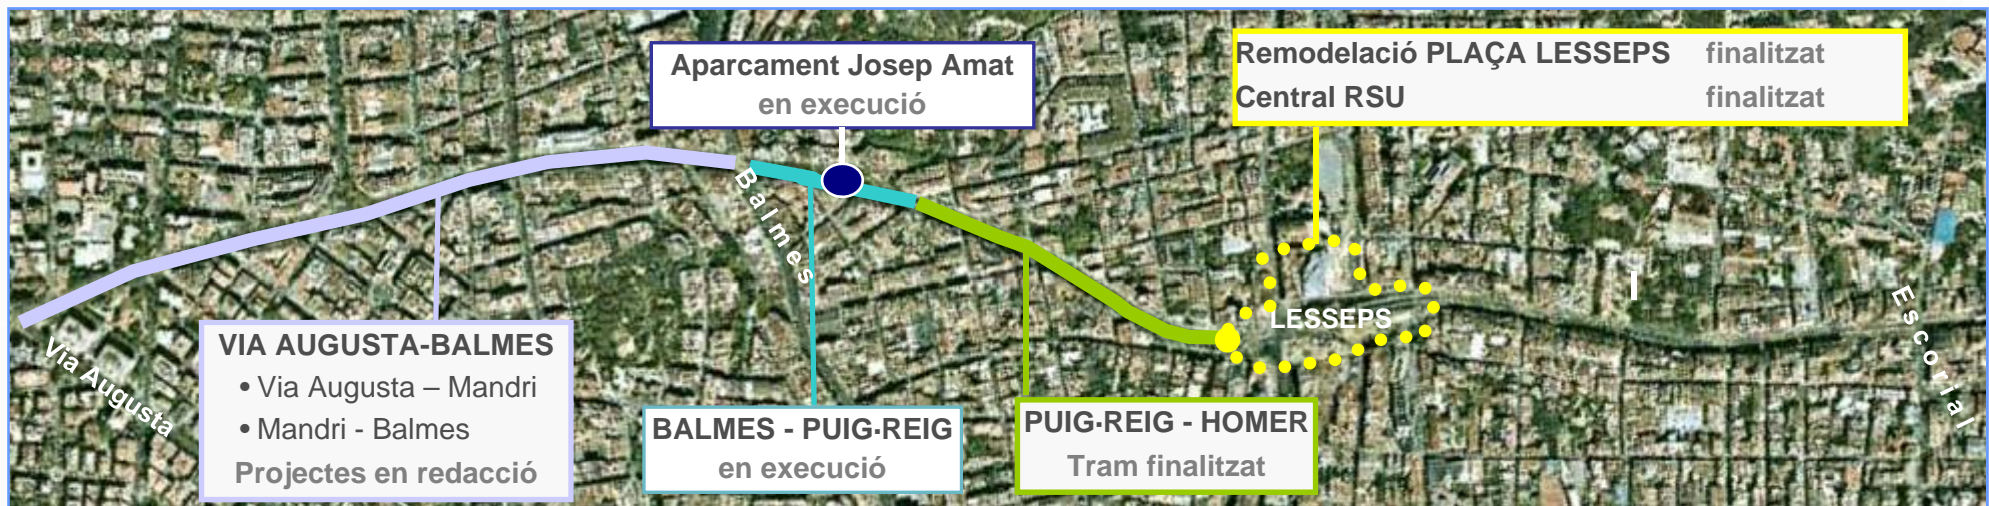 Aparcament Josep Amat
en execució
Remodelació PLAÇA LESSEPS finalitzat
Central RSU finalitzat
Balmes
LESSEPS
Escorial
Via Augusta
VIA AUGUSTA-BALMES
• Via Augusta – Mandri
• Mandri - Balmes
Projectes en redacció
BALMES - PUIG·REIG
en execució
PUIG·REIG - HOMER
Tram finalitzat